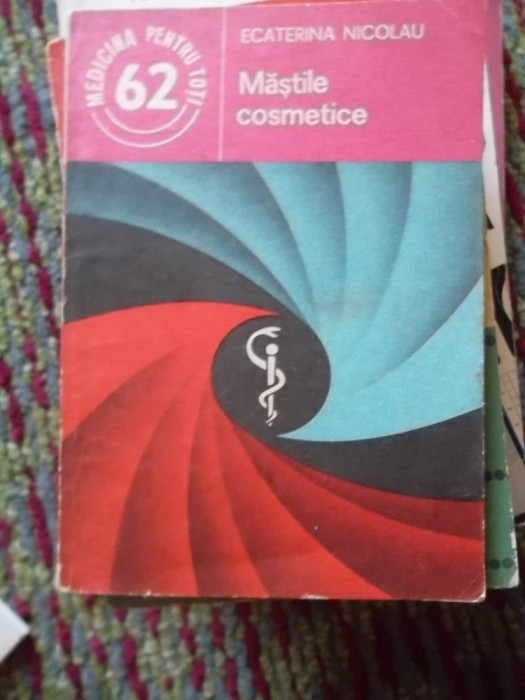 MEDICINA PENTRU TOȚI
62
ECATERINA NICOLAU
Măștile
cosmetice